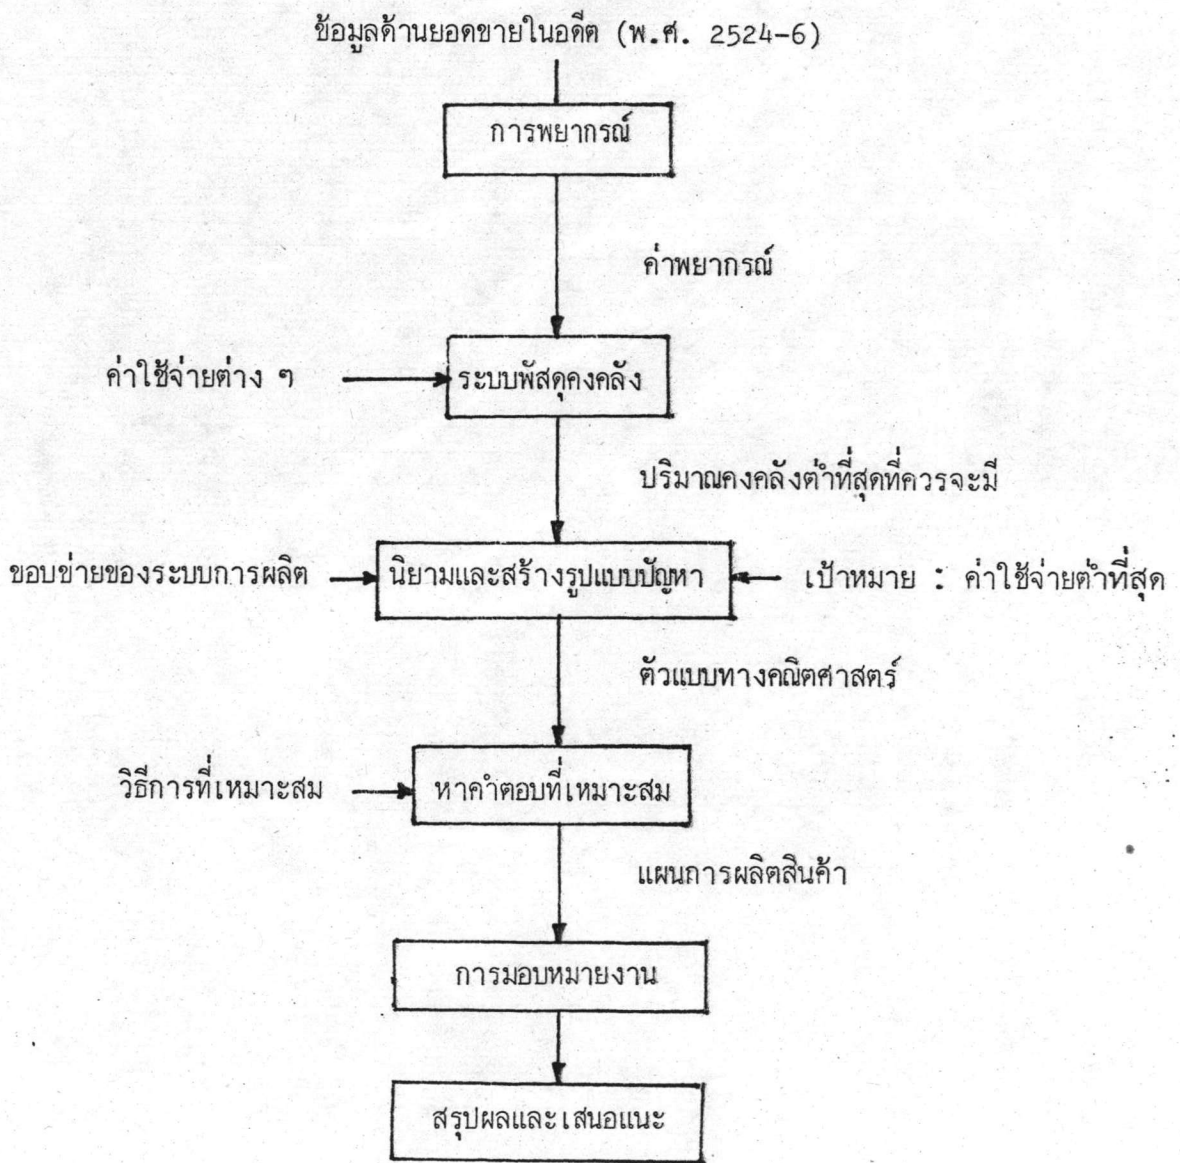 ข้อมูลด้านยอดขายในอดีต (พ.ศ. 2524-6)
การพยากรณ์
ค่าพยากรณ์
ค่าใช้จ่ายต่าง ๆ
ระบบพัสดุคงคลัง
ปริมาณคงคลังต่ำที่สุดที่ควรจะมี
ขอบข่ายของระบบการผลิต
นิยามและสร้างรูปแบบปัญหา
เป้าหมาย : ค่าใช้จ่ายต่ำที่สุด
ตัวแบบทางคณิตศาสตร์
วิธีการที่เหมาะสม
หาคำตอบที่เหมาะสม
แผนการผลิตสินค้า
การมอบหมายงาน
สรุปผลและเสนอแนะ